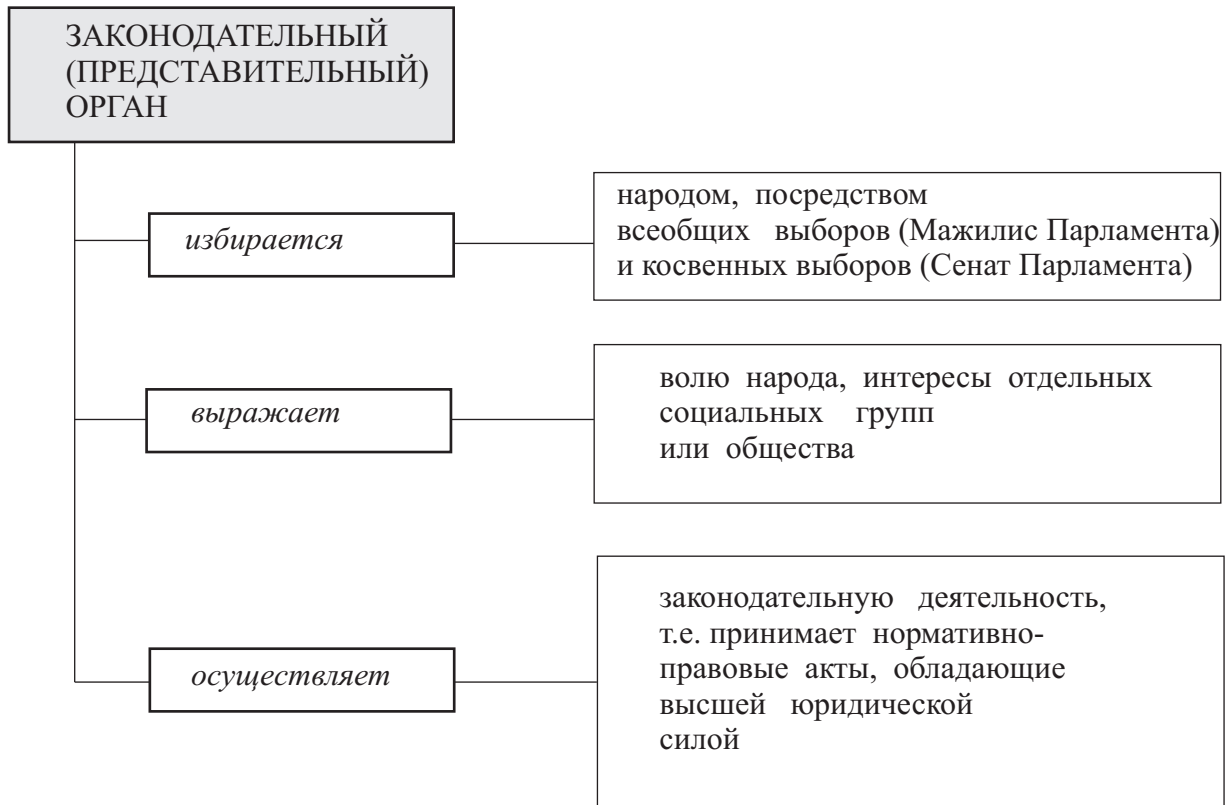 ЗАКОНОДАТЕЛЬНЫЙ
(ПРЕДСТАВИТЕЛЬНЫЙ)
ОРГАН
избирается
народом, посредством
всеобщих выборов (Мажилис Парламента)
и косвенных выборов (Сенат Парламента)
выражает
волю народа, интересы отдельных
социальных групп
или общества
осуществляет
законодательную деятельность,
т.е. принимает нормативно-
правовые акты, обладающие
высшей юридической
силой